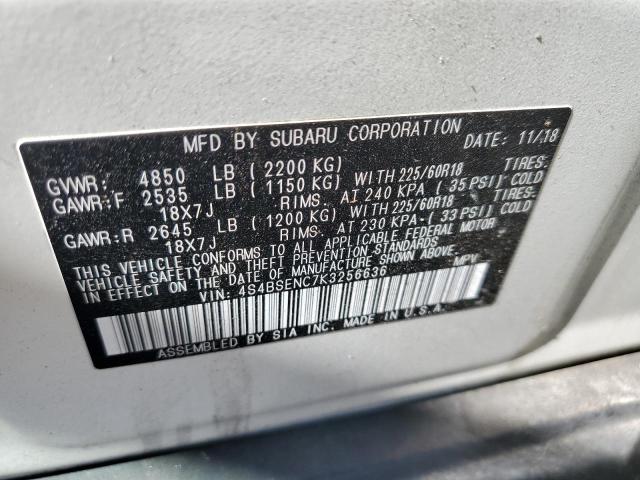 MFD BY SUBARU CORPORATION DATE: 11/18
GVWR: 4850 LB (2200 KG)
GAWR:F 2535 LB (1150 KG) WITH 225/60R18 TIRES.
18X7J RIMS. AT 240 KPA (35 PSI) COLD
GAWR:R 2645 LB (1200 KG) WITH 225/60R18 TIRES.
18X7J RIMS. AT 230 KPA (33 PSI) COLD
THIS VEHICLE CONFORMS TO ALL APPLICABLE FEDERAL MOTOR
VEHICLE SAFETY, AND THEFT PREVENTION STANDARDS
IN EFFECT ON THE DATE OF MANUFACTURE SHOWN ABOVE.
VIN: 4S4BSENC7K3256636 MPV
ASSEMBLED BY SIA INC. MADE IN U.S.A.